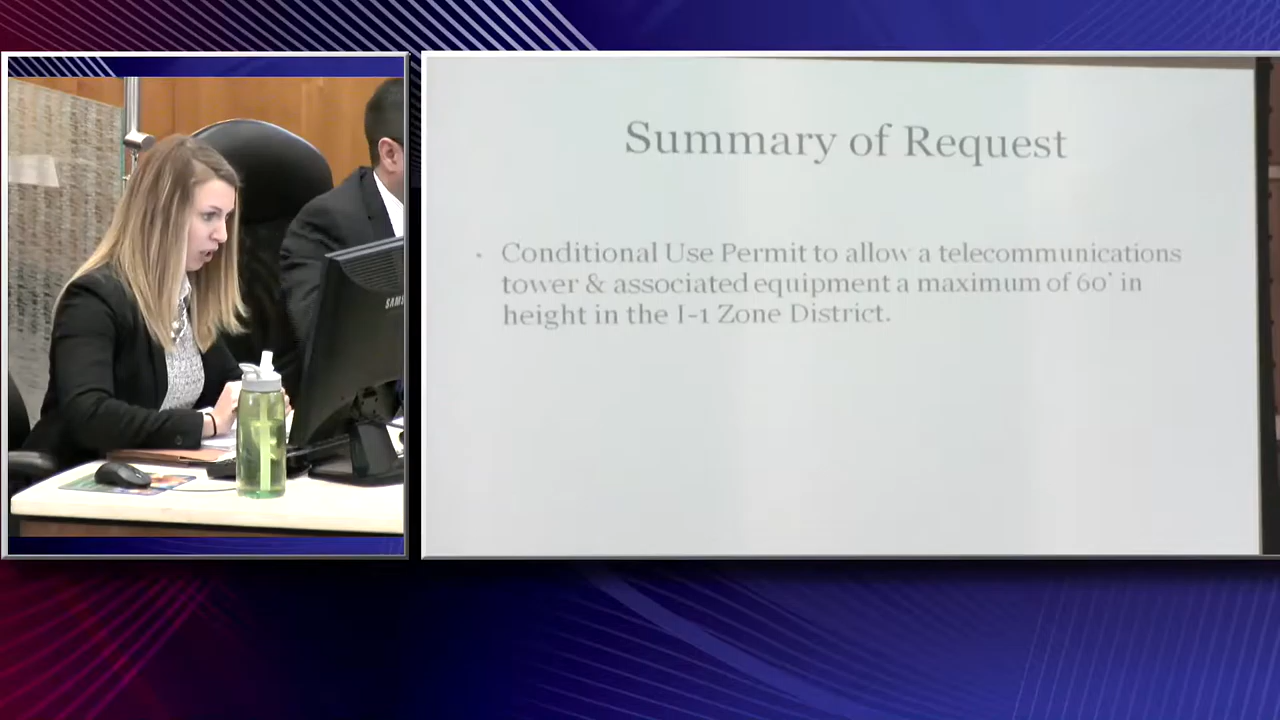 Summary of Request
• Conditional Use Permit to allow a telecommunications
tower & associated equipment a maximum of 60' in
height in the I-1 Zone District.
SAMS